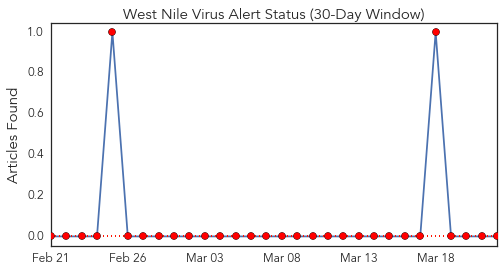 West Nile Virus Alert Status (30-Day Window)
Articles Found
1.0
0.8
0.6
0.4
0.2
0.0
Feb 21 Feb 26 Mar 03 Mar 08 Mar 13 Mar 18